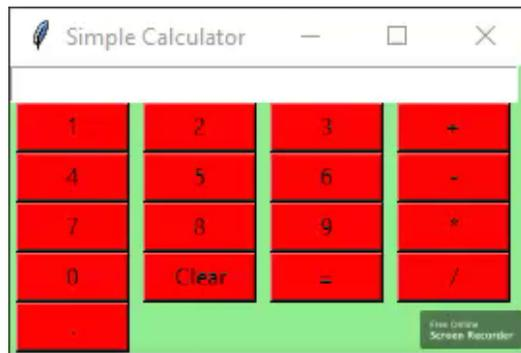 Simple Calculator
1 2 3 +
4 5 6 -
7 8 9 *
0 Clear = /
.
Free Online
Screen Recorder